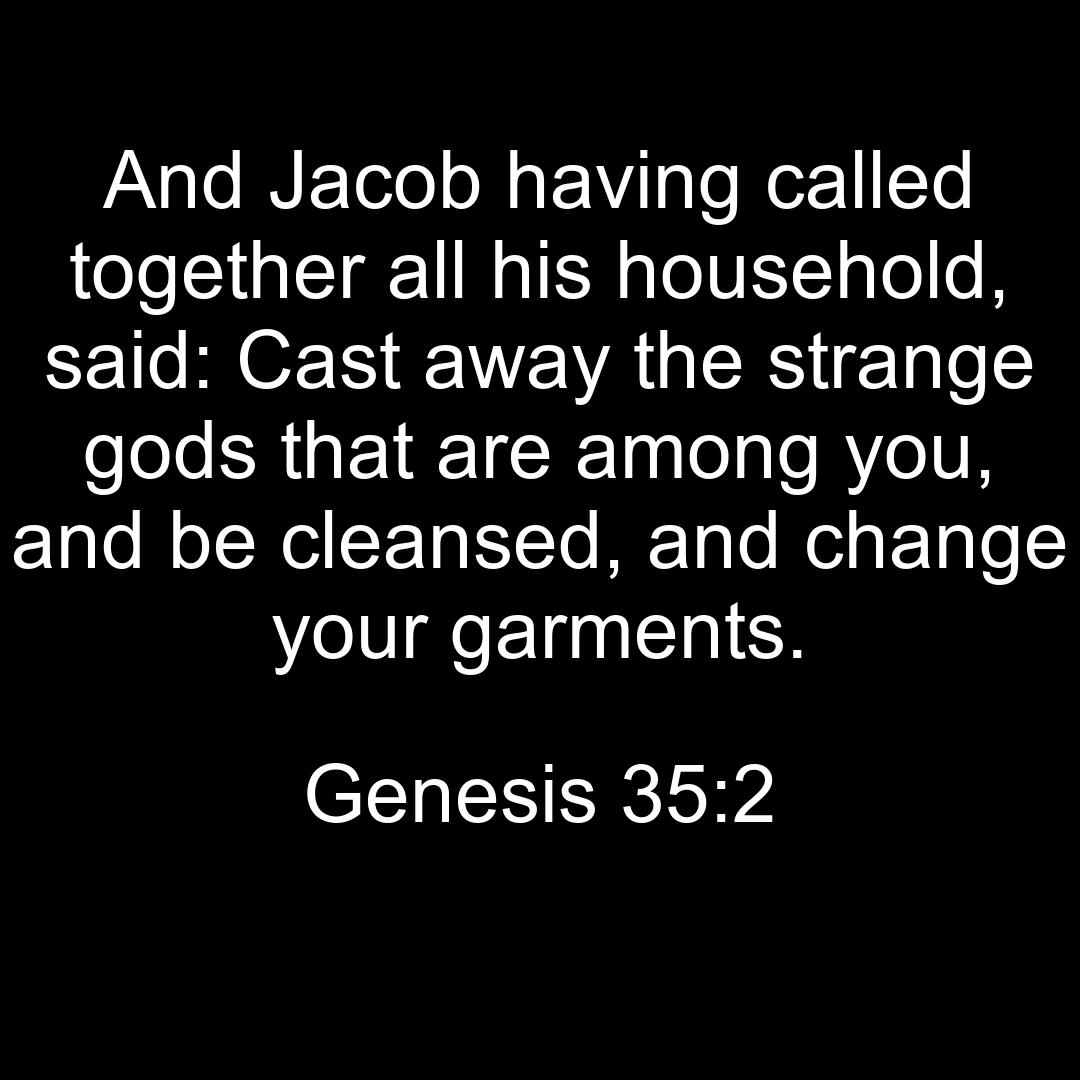 And Jacob having called
together all his household,
said: Cast away the strange
gods that are among you,
and be cleansed, and change
your garments.
Genesis 35:2